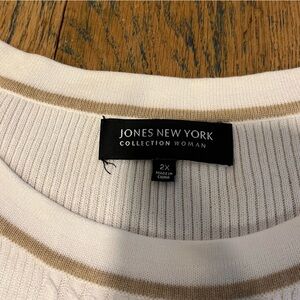 JONES NEW YORK
COLLECTION WOMAN
2X
MADE IN
CHINA